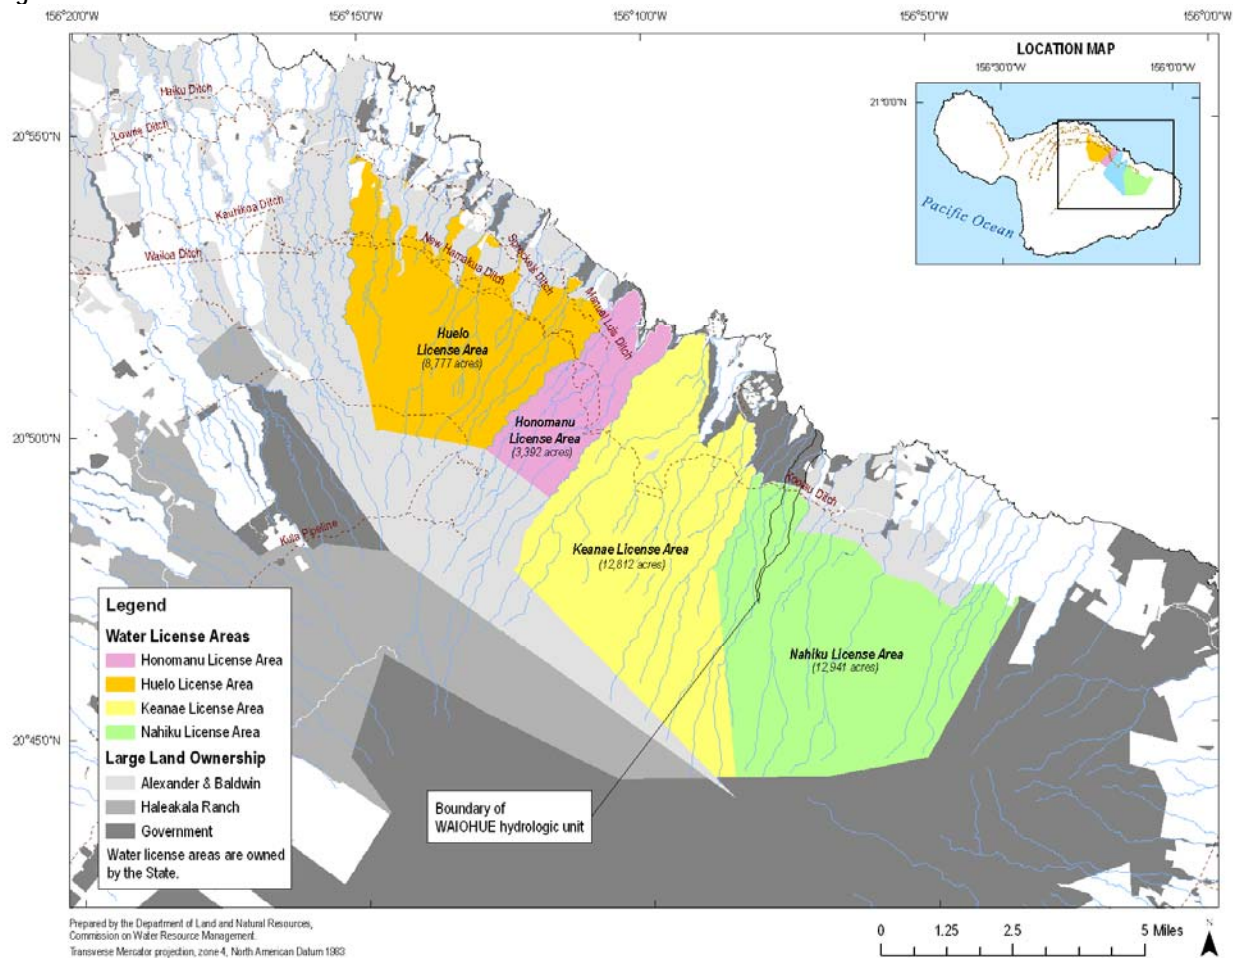 156°20'0"W
156°15'0"W
156°10'0"W
156°5'0"W
156°0'0"W
LOCATION MAP
156°30'0"W
156°0'0"W
21°0'0"N
Pacific Ocean
20°55'0"N
20°50'0"N
20°45'0"N
Haiku Ditch
Lowrie Ditch
Kauhikoa Ditch
Wailoa Ditch
New Hamakua Ditch
Spreckels Ditch
Manuel Luis Ditch
Koolau Ditch
Kula Pipeline
Huelo
License Area
(8,777 acres)
Honomanu
License Area
(3,392 acres)
Keanae License Area
(12,812 acres)
Nahiku License Area
(12,941 acres)
Boundary of
WAIOHUE hydrologic unit
Legend
Water License Areas
Honomanu License Area
Huelo License Area
Keanae License Area
Nahiku License Area
Large Land Ownership
Alexander & Baldwin
Haleakala Ranch
Government
Water license areas are owned
by the State.
Prepared by the Department of Land and Natural Resources,
Commission on Water Resource Management.
Transverse Mercator projection, zone 4, North American Datum 1983
0 1.25 2.5 5 Miles
N